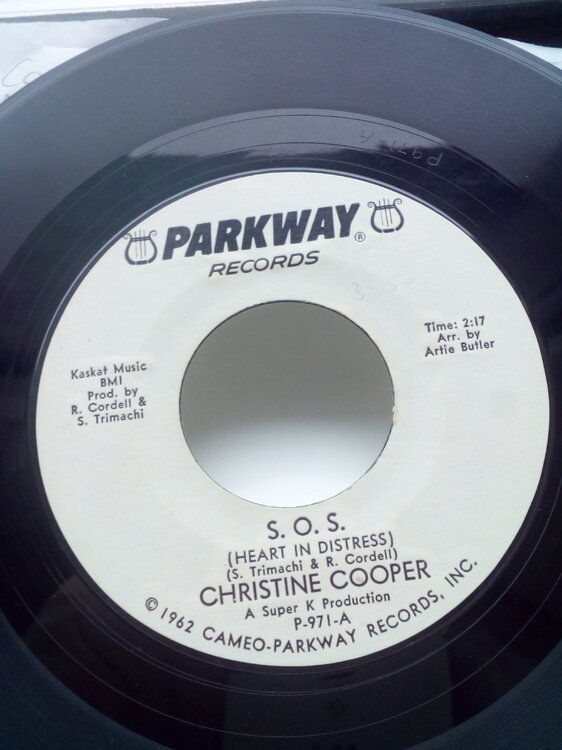 P971-A
PARKWAY ®
RECORDS
Kaskat Music
BMI
Prod. by
R. Cordell &
S. Trimachi
Time: 2:17
Arr. by
Artie Butler
S. O. S.
(HEART IN DISTRESS)
(S. Trimachi & R. Cordell)
CHRISTINE COOPER
A Super K Production
P-971-A
© 1962 CAMEO-PARKWAY RECORDS, INC.